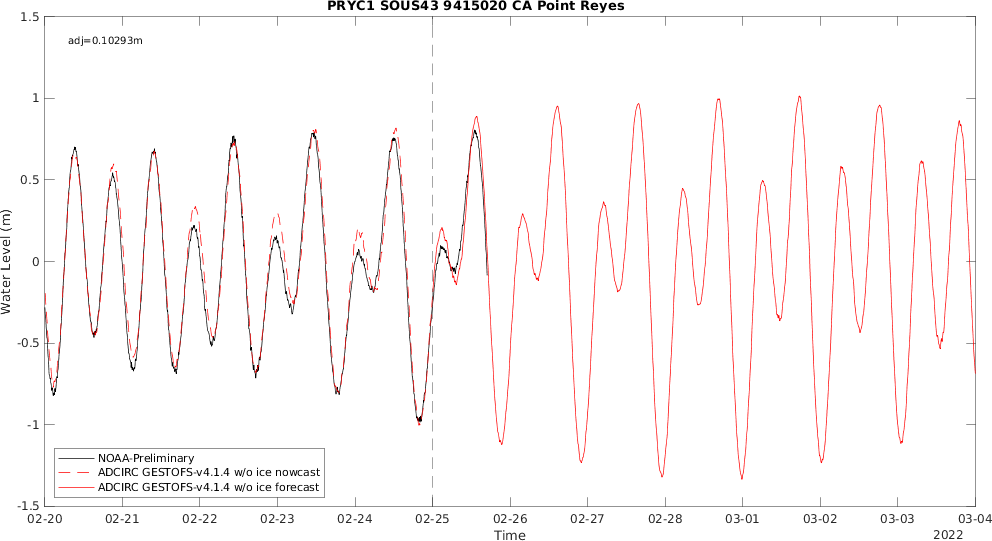 PRYC1 SOUS43 9415020 CA Point Reyes
adj=0.10293m
1.5
1
0.5
0
-0.5
-1
-1.5
Water Level (m)
NOAA-Preliminary
ADCIRC GESTOFS-v4.1.4 w/o ice nowcast
ADCIRC GESTOFS-v4.1.4 w/o ice forecast
02-20 02-21 02-22 02-23 02-24 02-25 02-26 02-27 02-28 03-01 03-02 03-03 03-04
Time
2022